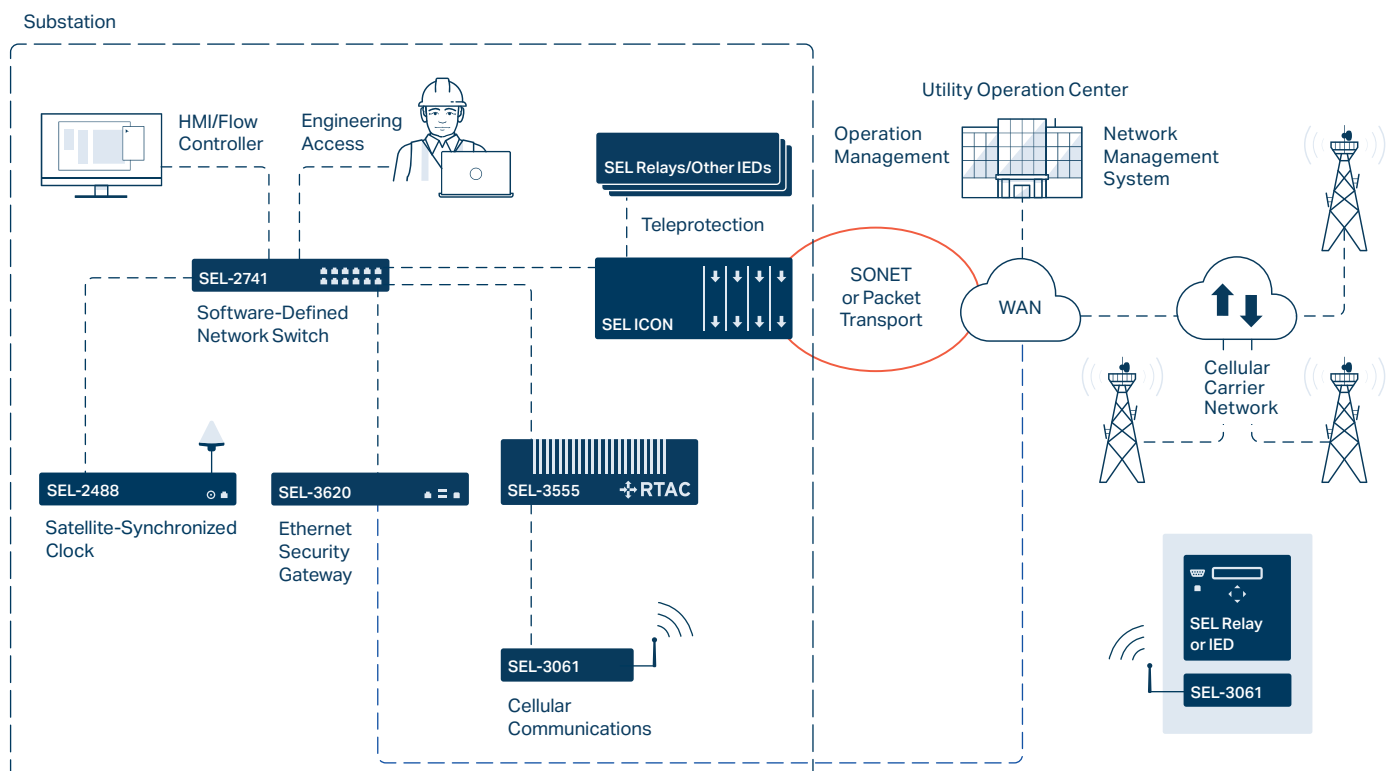 Substation
HMI/Flow
Controller
Engineering
Access
SEL Relays/Other IEDs
Teleprotection
SEL-2741
Software-Defined
Network Switch
SEL ICON
SONET
or Packet
Transport
Utility Operation Center
Operation
Management
Network
Management
System
WAN
Cellular
Carrier
Network
SEL-2488
Satellite-Synchronized
Clock
SEL-3620
Ethernet
Security
Gateway
SEL-3555
RTAC
SEL-3061
Cellular
Communications
SEL Relay
or IED
SEL-3061